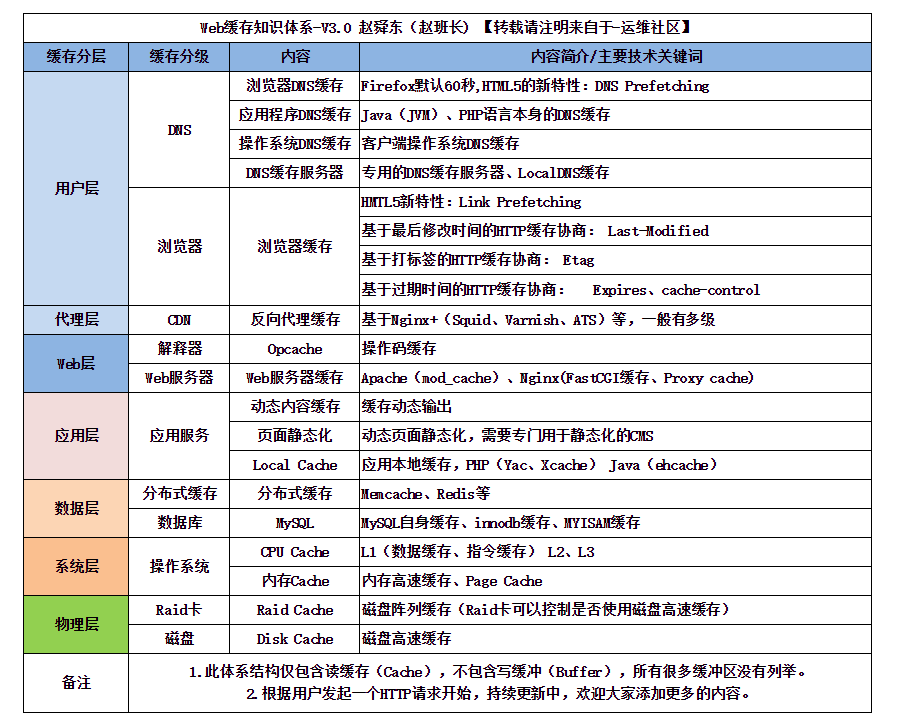 Web缓存知识体系-V3.0 赵舜东（赵班长) 【转载请注明来自于-运维社区】
缓存分层 缓存分级 内容 内容简介/主要技术关键词
用户层 DNS 浏览器DNS缓存 Firefox默认60秒,HTML5的新特性：DNS Prefetching
应用程序DNS缓存 Java（JVM）、PHP语言本身的DNS缓存
操作系统DNS缓存 客户端操作系统DNS缓存
DNS缓存服务器 专用的DNS缓存服务器、LocalDNS缓存
浏览器 浏览器缓存 HMTL5新特性：Link Prefetching
基于最后修改时间的HTTP缓存协商： Last-Modified
基于打标签的HTTP缓存协商： Etag
基于过期时间的HTTP缓存协商： Expires、cache-control
代理层 CDN 反向代理缓存 基于Nginx+（Squid、Varnish、ATS）等，一般有多级
Web层 解释器 Opcache 操作码缓存
Web服务器 Web服务器缓存 Apache（mod_cache）、Nginx(FastCGI缓存、Proxy cache)
应用层 应用服务 动态内容缓存 缓存动态输出
页面静态化 动态页面静态化，需要专门用于静态化的CMS
Local Cache 应用本地缓存，PHP（Yac、Xcache） Java（ehcache）
数据层 分布式缓存 分布式缓存 Memcache、Redis等
数据库 MySQL MySQL自身缓存、innodb缓存、MYISAM缓存
系统层 操作系统 CPU Cache L1（数据缓存、指令缓存） L2、L3
内存Cache 内存高速缓存、Page Cache
物理层 Raid卡 Raid Cache 磁盘阵列缓存（Raid卡可以控制是否使用磁盘高速缓存）
磁盘 Disk Cache 磁盘高速缓存
备注 1.此体系结构仅包含读缓存（Cache），不包含写缓冲（Buffer），所有很多缓冲区没有列举。
2.根据用户发起一个HTTP请求开始，持续更新中，欢迎大家添加更多的内容。